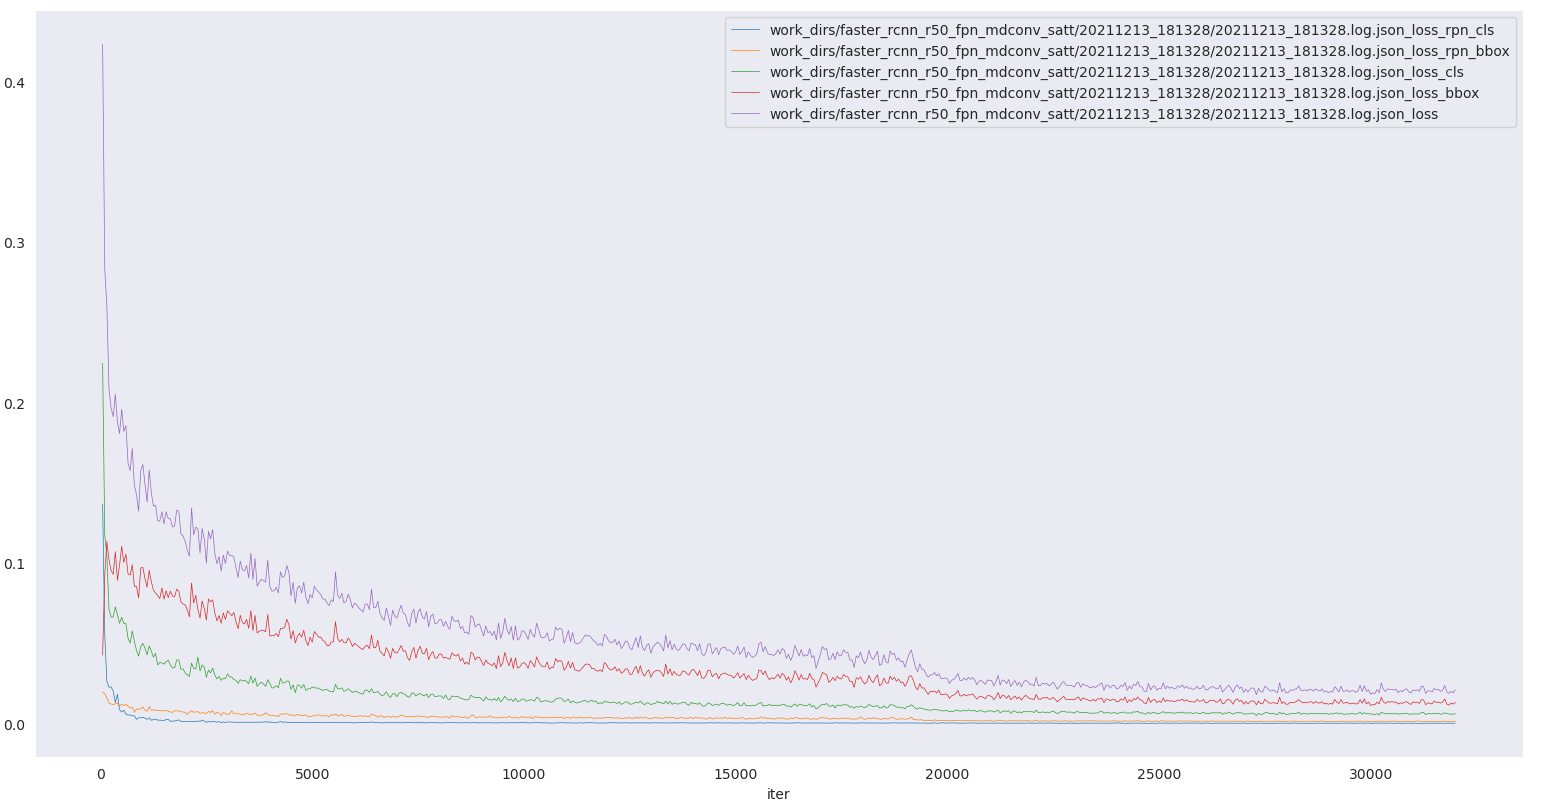 work_dirs/faster_rcnn_r50_fpn_mdconv_satt/20211213_181328/20211213_181328.log.json_loss_rpn_cls
work_dirs/faster_rcnn_r50_fpn_mdconv_satt/20211213_181328/20211213_181328.log.json_loss_rpn_bbox
work_dirs/faster_rcnn_r50_fpn_mdconv_satt/20211213_181328/20211213_181328.log.json_loss_cls
work_dirs/faster_rcnn_r50_fpn_mdconv_satt/20211213_181328/20211213_181328.log.json_loss_bbox
work_dirs/faster_rcnn_r50_fpn_mdconv_satt/20211213_181328/20211213_181328.log.json_loss
0.4
0.3
0.2
0.1
0.0
0 5000 10000 15000 20000 25000 30000
iter